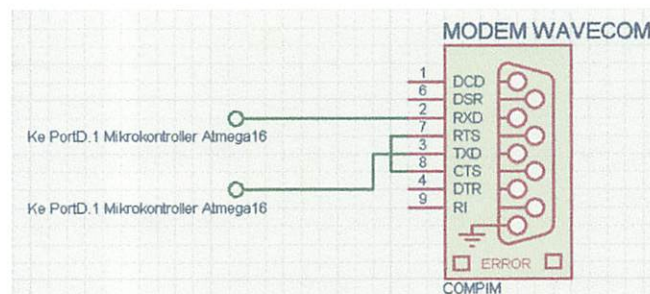 MODEM WAVECOM
1 DCD
6 DSR
2 RXD
7 RTS
3 TXD
8 CTS
4 DTR
9 RI
Ke PortD.1 Mikrokontroller Atmega16
Ke PortD.1 Mikrokontroller Atmega16
ERROR
COMPIM